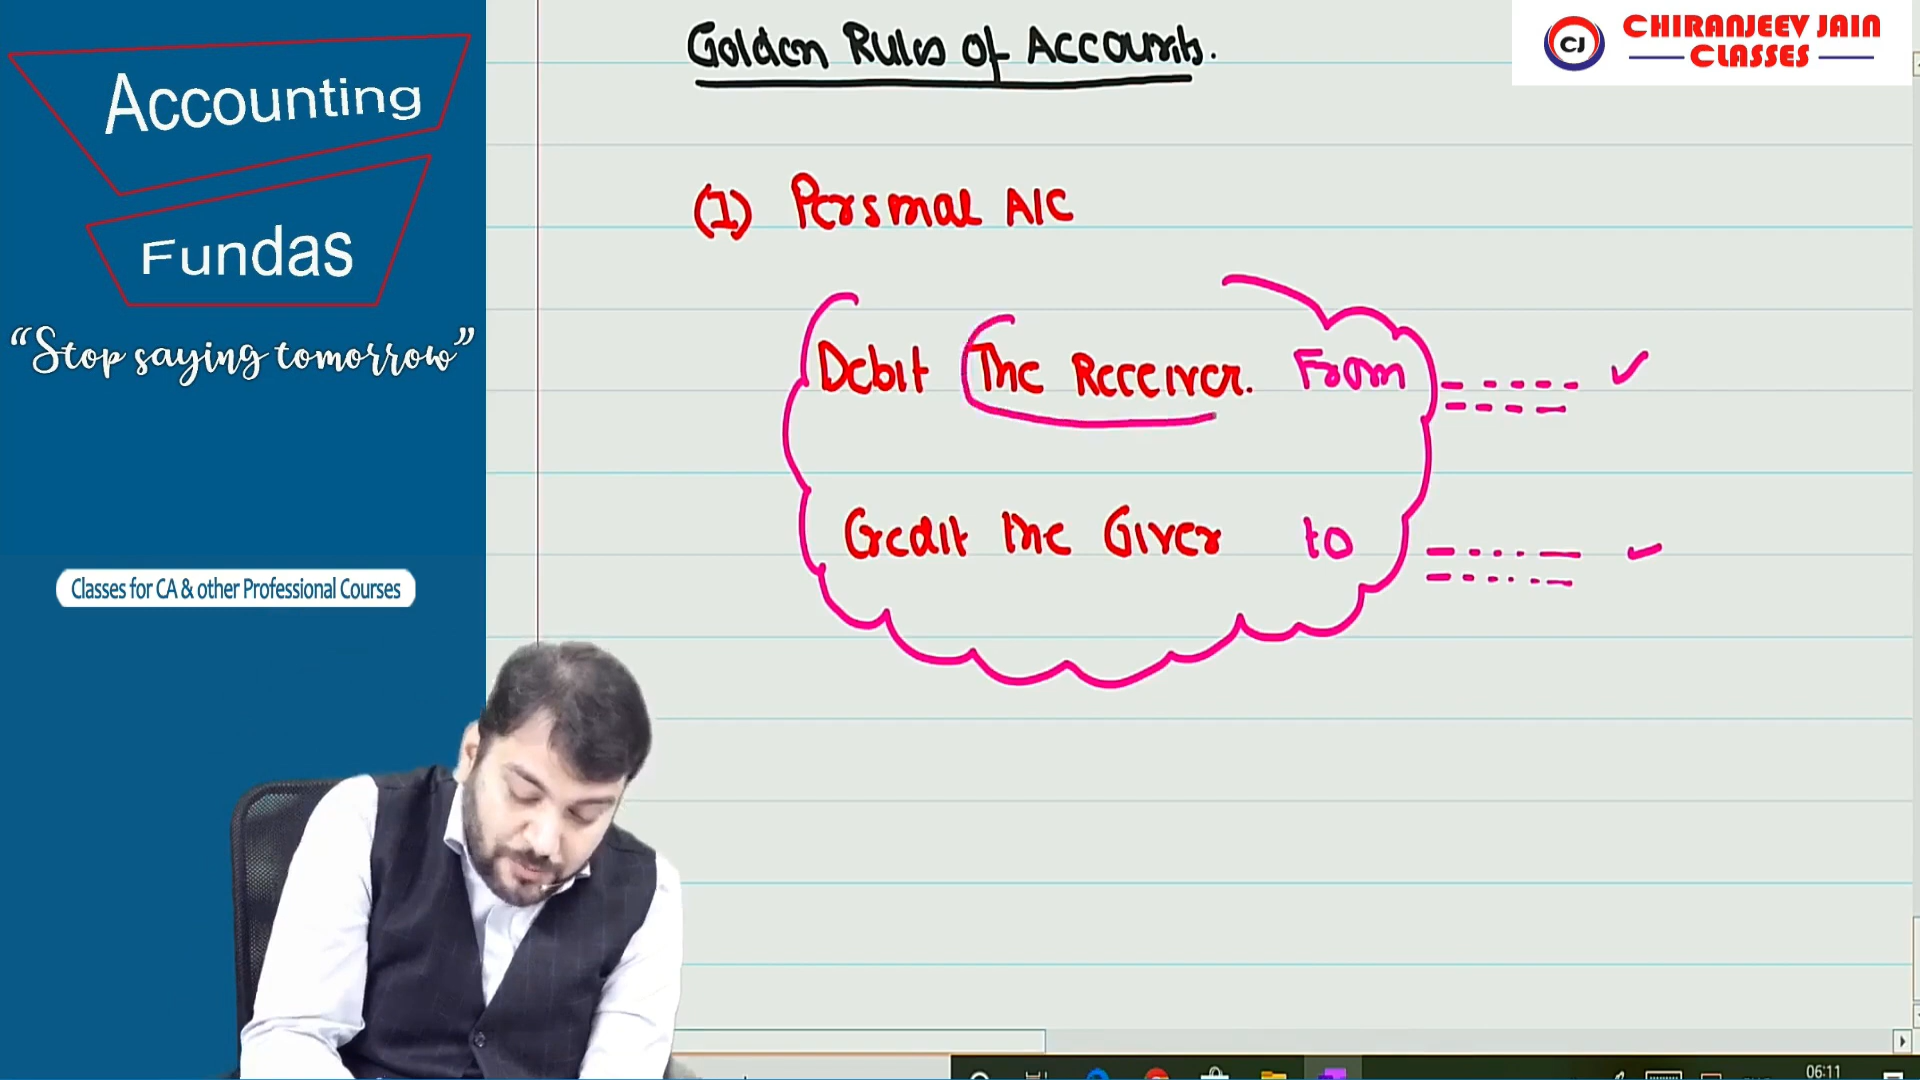 Accounting
Fundas
“Stop saying tomorrow”
Classes for CA & other Professional Courses
CHIRANJEEV JAIN
CLASSES
CJ
Golden Rules of Accounts.
(1) Personal A/C
Debit The Receiver. From
Credit the Giver to
06:11